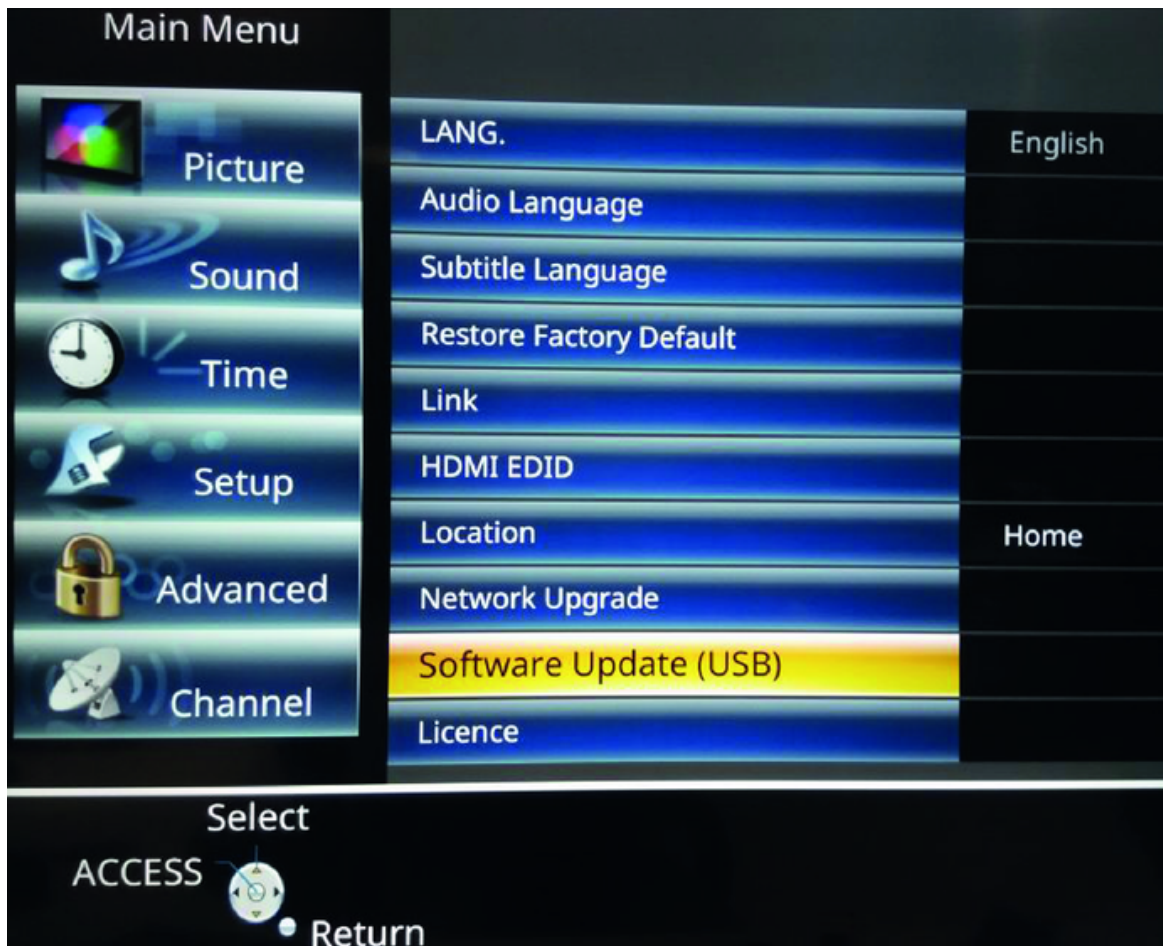 Main Menu
Picture
Sound
Time
Setup
Advanced
Channel
LANG. English
Audio Language
Subtitle Language
Restore Factory Default
Link
HDMI EDID
Location Home
Network Upgrade
Software Update (USB)
Licence
Select
ACCESS
Return